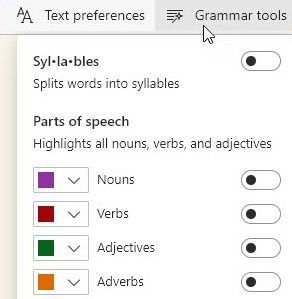 Text preferences Grammar tools
Syl•la•bles
Splits words into syllables
Parts of speech
Highlights all nouns, verbs, and adjectives
Nouns
Verbs
Adjectives
Adverbs